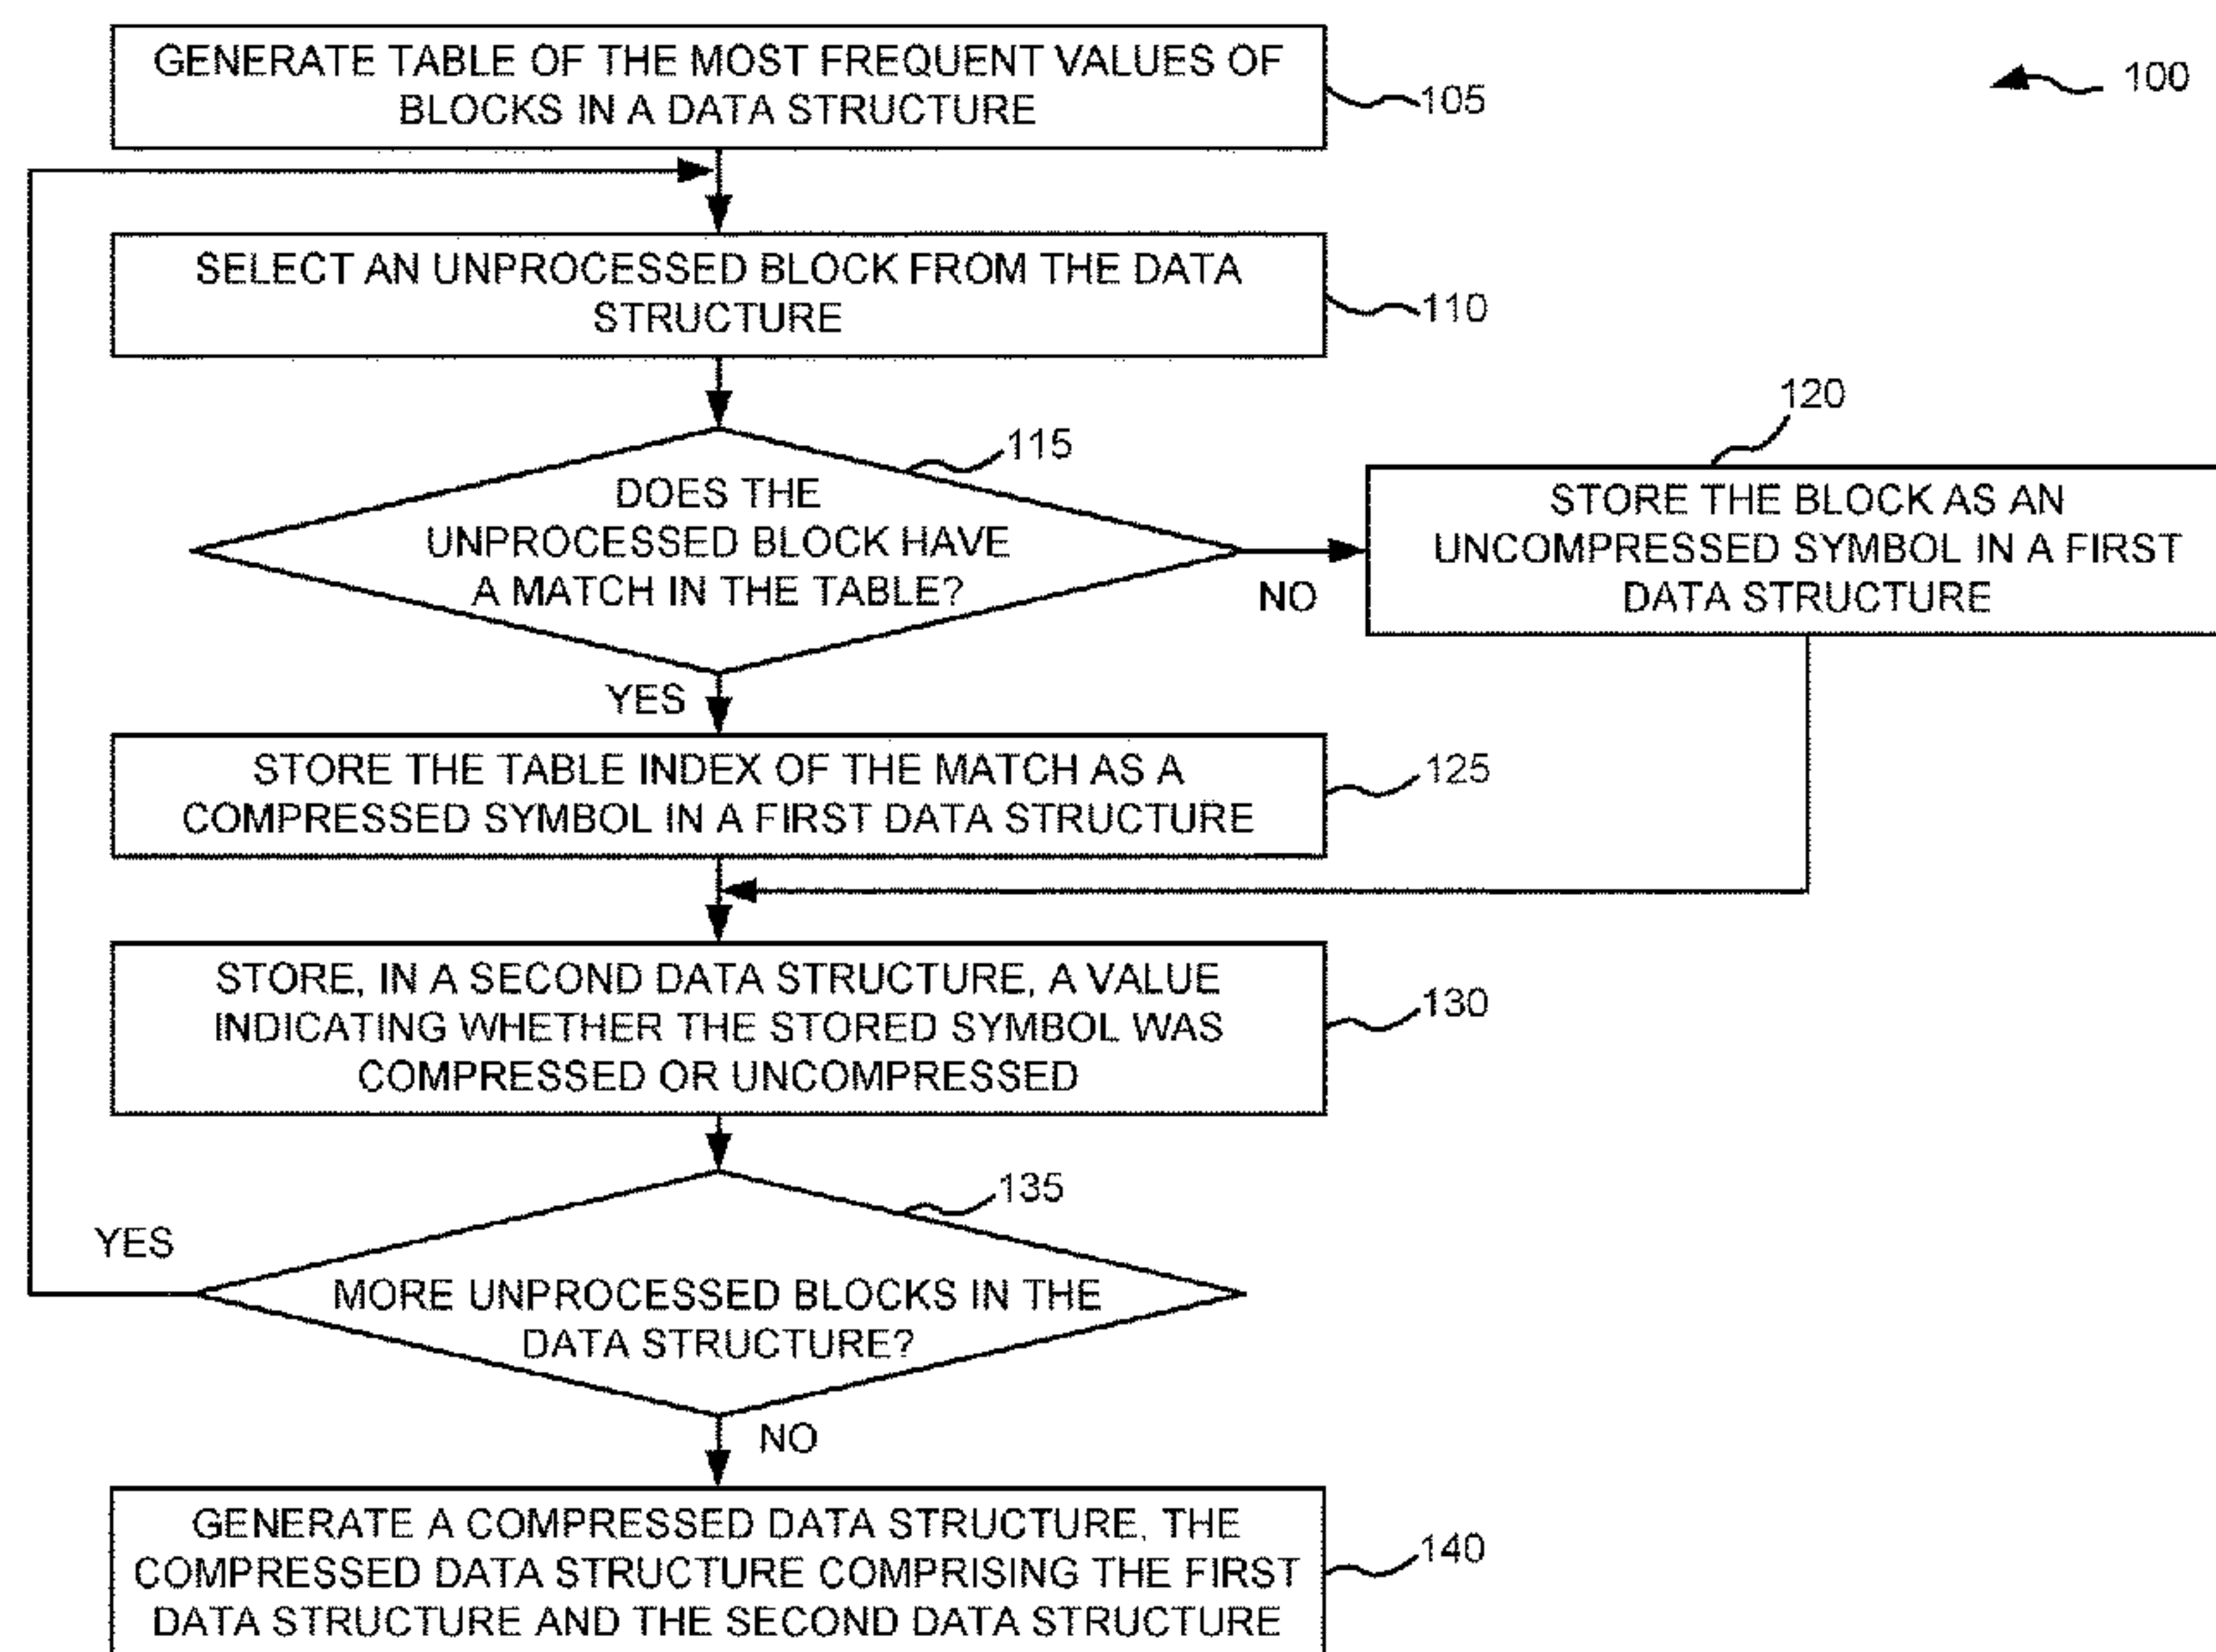 GENERATE TABLE OF THE MOST FREQUENT VALUES OF
BLOCKS IN A DATA STRUCTURE
105
100
SELECT AN UNPROCESSED BLOCK FROM THE DATA
STRUCTURE
110
115
DOES THE
UNPROCESSED BLOCK HAVE
A MATCH IN THE TABLE?
NO
120
STORE THE BLOCK AS AN
UNCOMPRESSED SYMBOL IN A FIRST
DATA STRUCTURE
YES
STORE THE TABLE INDEX OF THE MATCH AS A
COMPRESSED SYMBOL IN A FIRST DATA STRUCTURE
125
STORE, IN A SECOND DATA STRUCTURE, A VALUE
INDICATING WHETHER THE STORED SYMBOL WAS
COMPRESSED OR UNCOMPRESSED
130
135
YES
MORE UNPROCESSED BLOCKS IN THE
DATA STRUCTURE?
NO
GENERATE A COMPRESSED DATA STRUCTURE, THE
COMPRESSED DATA STRUCTURE COMPRISING THE FIRST
DATA STRUCTURE AND THE SECOND DATA STRUCTURE
140